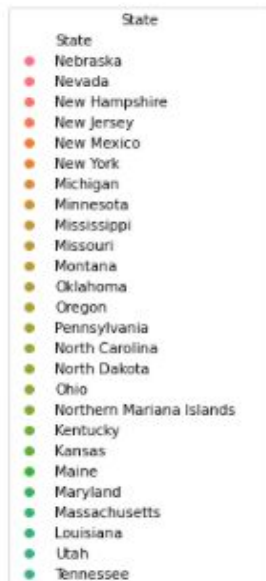 State
State
Nebraska
Nevada
New Hampshire
New Jersey
New Mexico
New York
Michigan
Minnesota
Mississippi
Missouri
Montana
Oklahoma
Oregon
Pennsylvania
North Carolina
North Dakota
Ohio
Northern Mariana Islands
Kentucky
Kansas
Maine
Maryland
Massachusetts
Louisiana
Utah
Tennessee